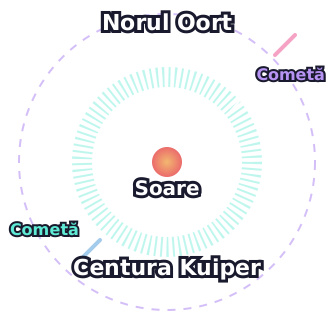 Norul Oort
Cometă
Soare
Cometă
Centura Kuiper